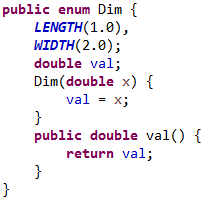 public enum Dim {
    LENGTH(1.0),
    WIDTH(2.0);
    double val;
    Dim(double x) {
        val = x;
    }
    public double val() {
        return val;
    }
}